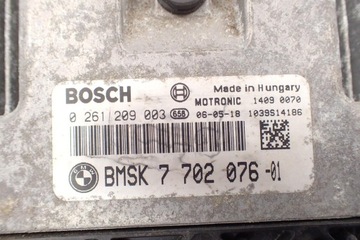 BOSCH
Made in Hungary
MOTRONIC 1409 0070
0 261 209 003 658 06-05-18 1039S14186
BMSK 7 702 076-01